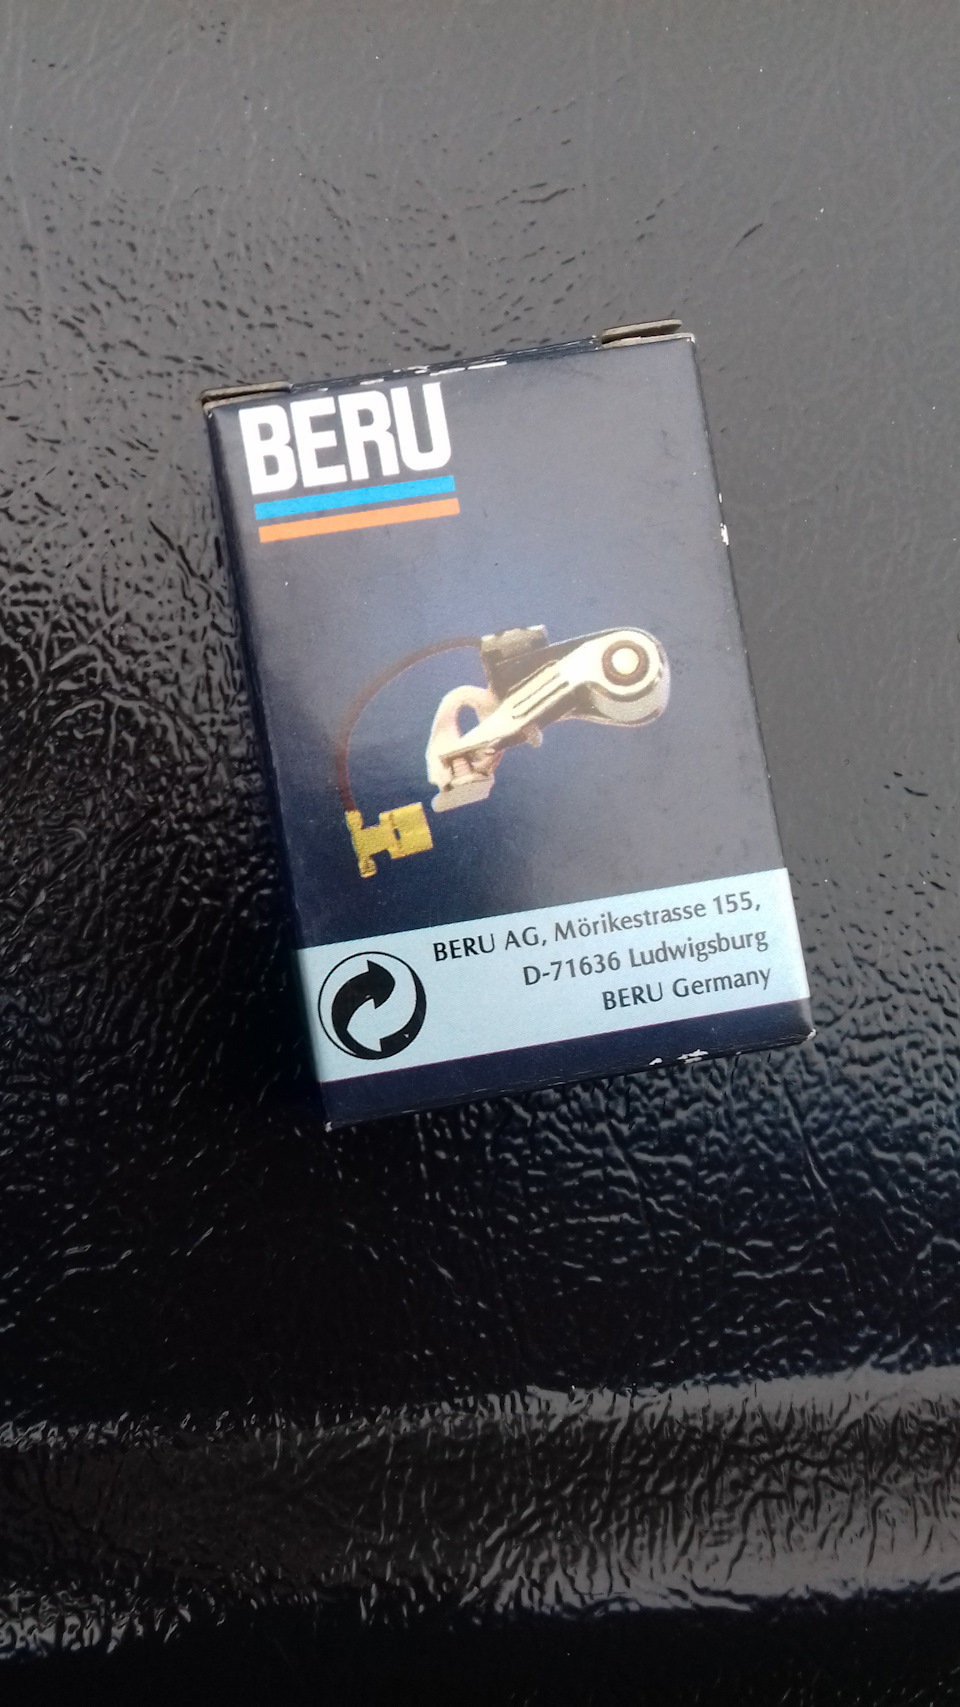 BERU
BERU AG, Mörikestrasse 155,
D-71636 Ludwigsburg
BERU Germany